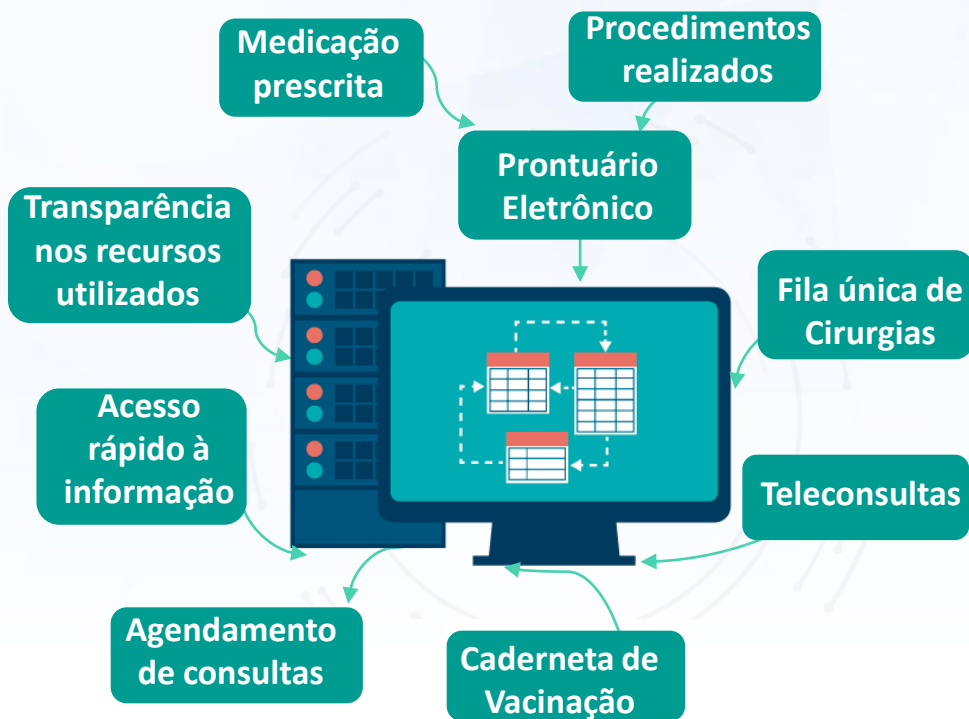 Medicação
prescrita
Procedimentos
realizados
Prontuário
Eletrônico
Transparência
nos recursos
utilizados
Fila única de
Cirurgias
Acesso
rápido à
informação
Teleconsultas
Agendamento
de consultas
Caderneta de
Vacinação